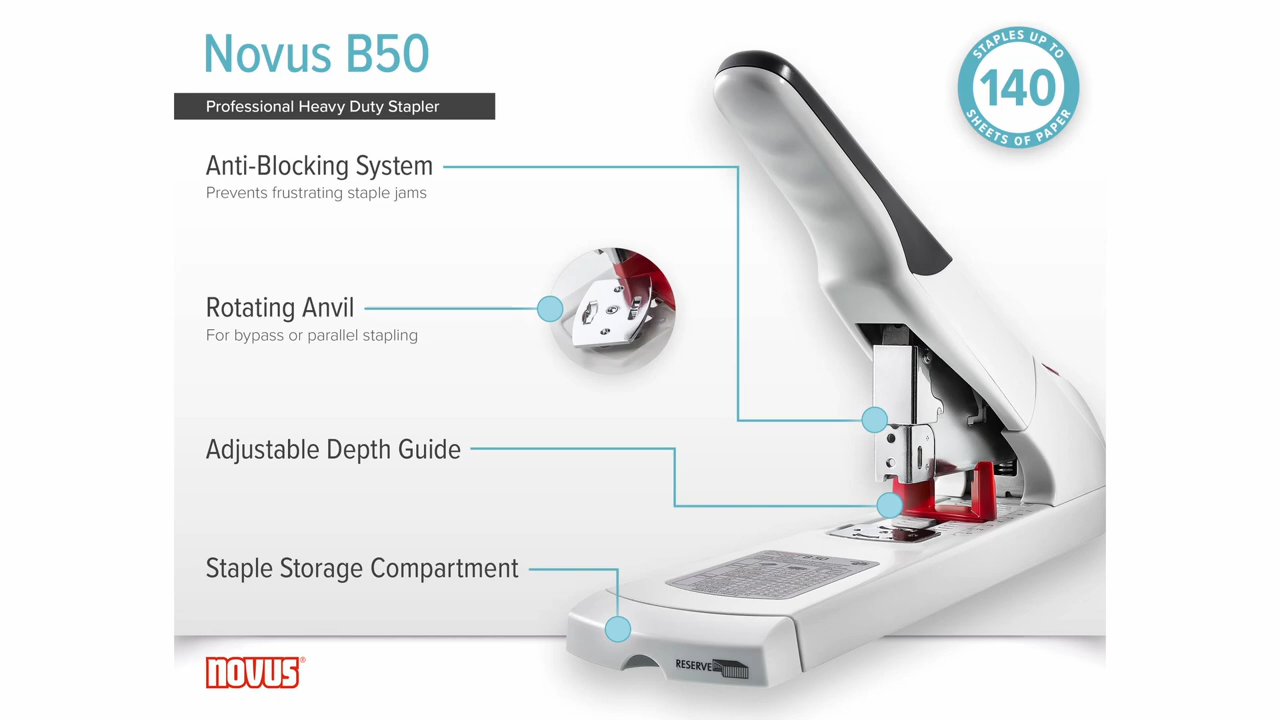 Novus B50
Professional Heavy Duty Stapler
STAPLES UP TO
140
SHEETS OF PAPER
Anti-Blocking System
Prevents frustrating staple jams
Rotating Anvil
For bypass or parallel stapling
Adjustable Depth Guide
Staple Storage Compartment
B50
RESERVE
novus®